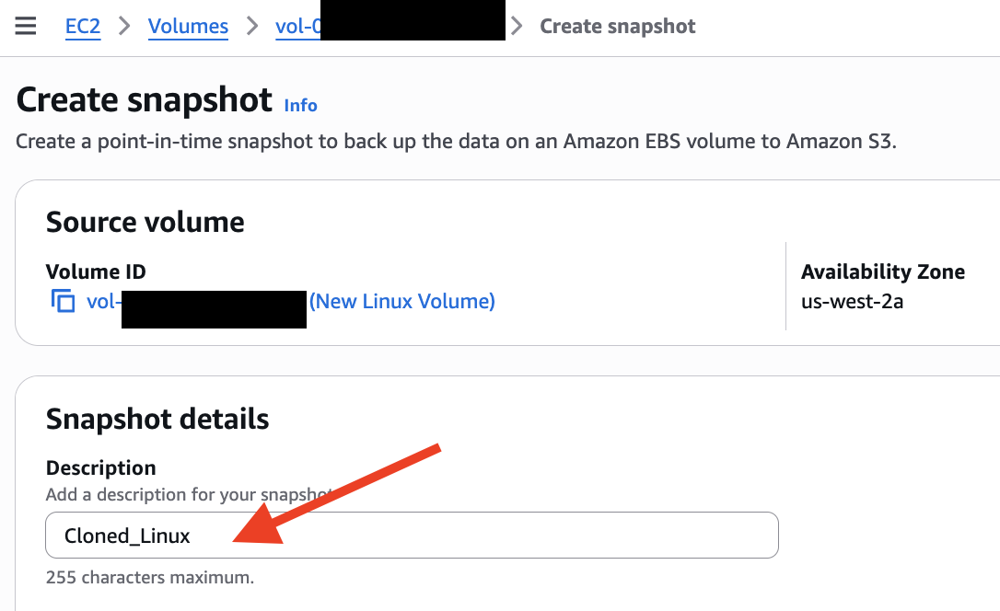 EC2 > Volumes > vol-0 > Create snapshot
Create snapshot Info
Create a point-in-time snapshot to back up the data on an Amazon EBS volume to Amazon S3.
Source volume
Volume ID
vol- (New Linux Volume)
Availability Zone
us-west-2a
Snapshot details
Description
Add a description for your snapshot
Cloned_Linux
255 characters maximum.